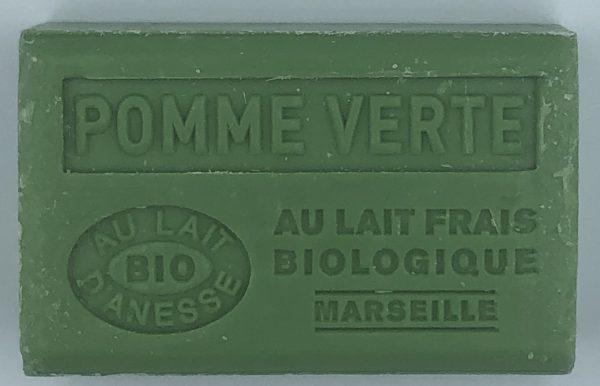 POMME VERTE
AU LAIT
BIO
D'ANESSE
AU LAIT FRAIS
BIOLOGIQUE
MARSEILLE